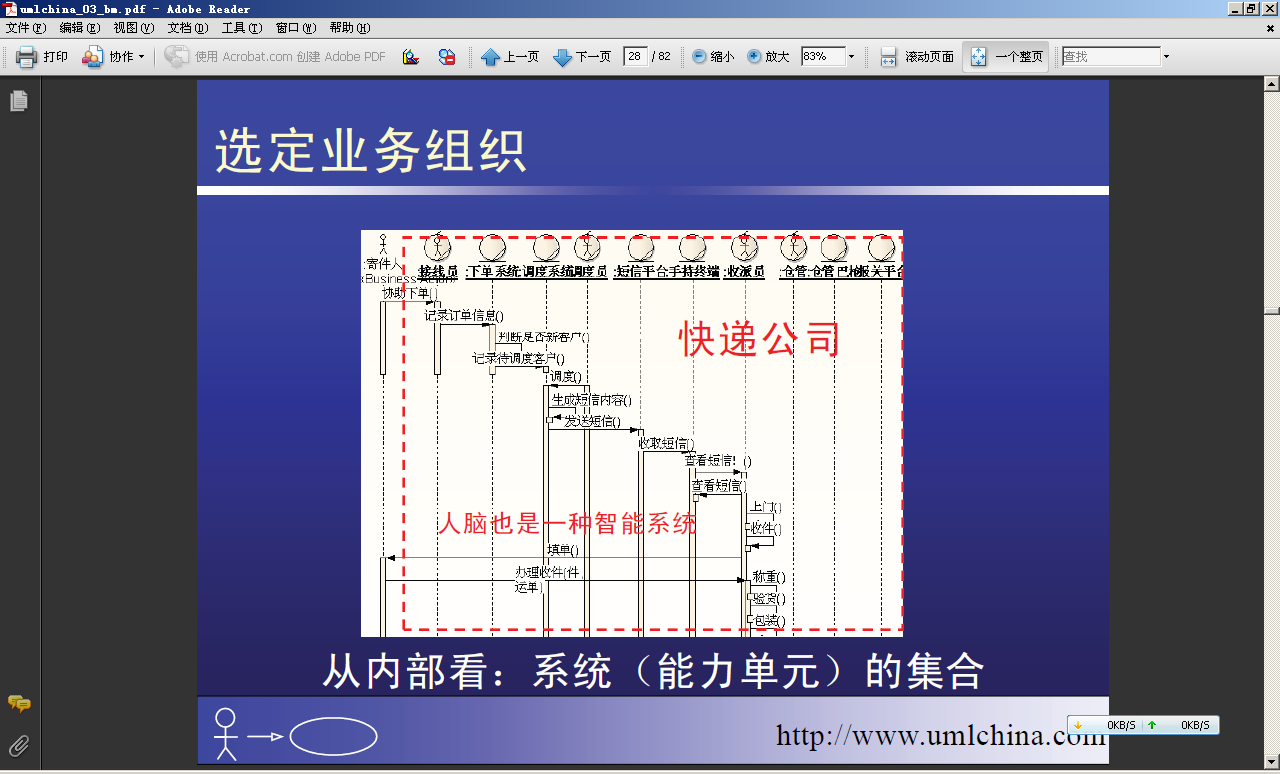 umlchina_03_bm.pdf - Adobe Reader
文件(F) 编辑(E) 视图(V) 文档(D) 工具(T) 窗口(W) 帮助(H)
打印 协作 使用 Acrobat.com 创建 Adobe PDF 上一页 下一页 28 / 82 缩小 放大 83% 滚动页面 一个整页 查找
选定业务组织
:寄件人 接线员 :下单系统 :调度系统 调度员 :短信平台 :手持终端 :收派员 :仓管 :仓管巴枪 报关平台
协助下单()
记录订单信息()
快递公司
判断是否新客户()
记录待调度客户()
调度()
生成短信内容()
发送短信()
收取短信()
查看短信! ()
查看短信()
上门()
人脑也是一种智能系统
收件()
填单()
办理收件(件,
运单)
称重()
验货()
包装()
从内部看：系统（能力单元）的集合
http://www.umlchina.com
0KB/S 0KB/S